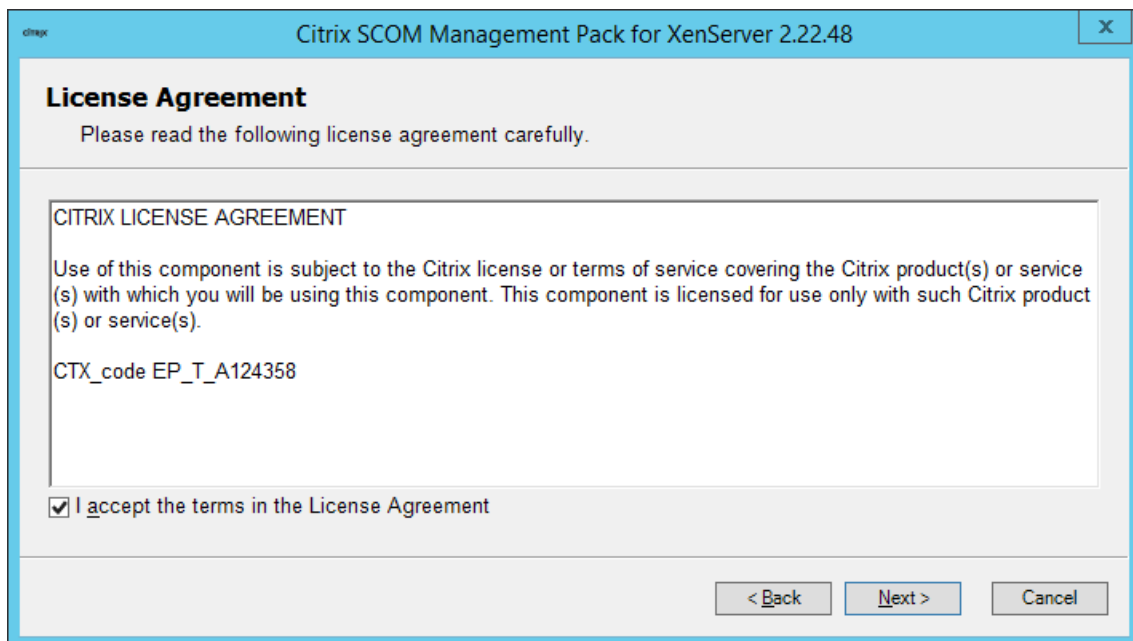 citrix
Citrix SCOM Management Pack for XenServer 2.22.48
X
License Agreement
Please read the following license agreement carefully.
CITRIX LICENSE AGREEMENT
Use of this component is subject to the Citrix license or terms of service covering the Citrix product(s) or service
(s) with which you will be using this component. This component is licensed for use only with such Citrix product
(s) or service(s).
CTX_code EP_T_A124358
I accept the terms in the License Agreement
< Back
Next >
Cancel